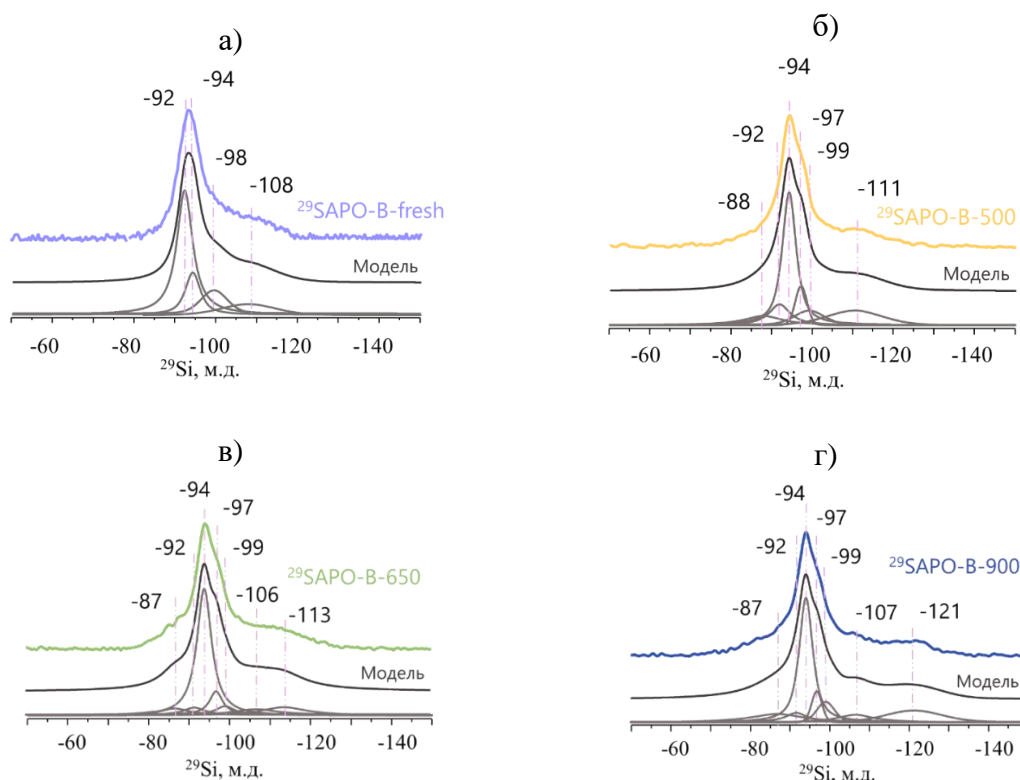 а)
-94
-92
-98
-108
²⁹SAPO-B-fresh
Модель
-60 -80 -100 -120 -140
²⁹Si, м.д.
б)
-94
-97
-92
-99
-88
-111
²⁹SAPO-B-500
Модель
-60 -80 -100 -120 -140
²⁹Si, м.д.
в)
-94
-97
-92
-99
-87
-106
-113
²⁹SAPO-B-650
Модель
-60 -80 -100 -120 -140
²⁹Si, м.д.
г)
-94
-97
-92
-99
-87
-107
-121
²⁹SAPO-B-900
Модель
-60 -80 -100 -120 -140
²⁹Si, м.д.